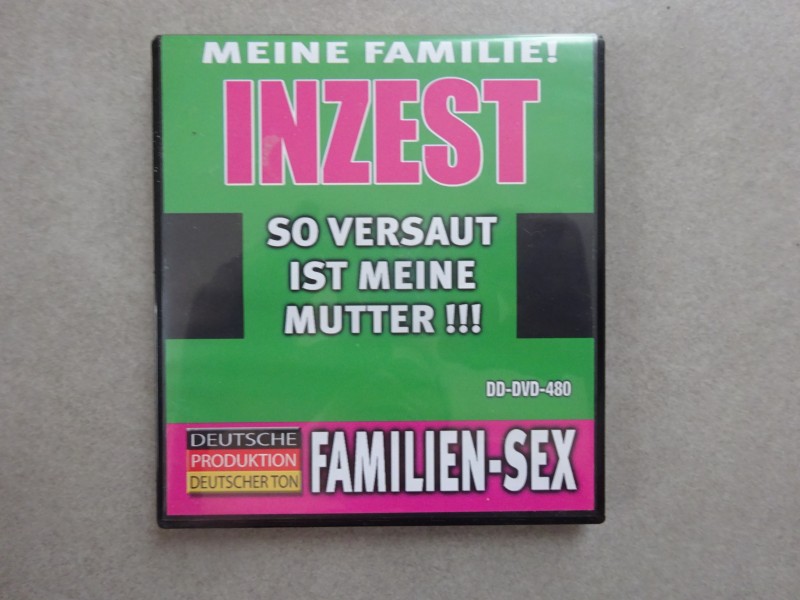 MEINE FAMILIE!
INZEST
SO VERSAUT
IST MEINE
MUTTER !!!
DD-DVD-480
DEUTSCHE
PRODUKTION
DEUTSCHER TON
FAMILIEN-SEX